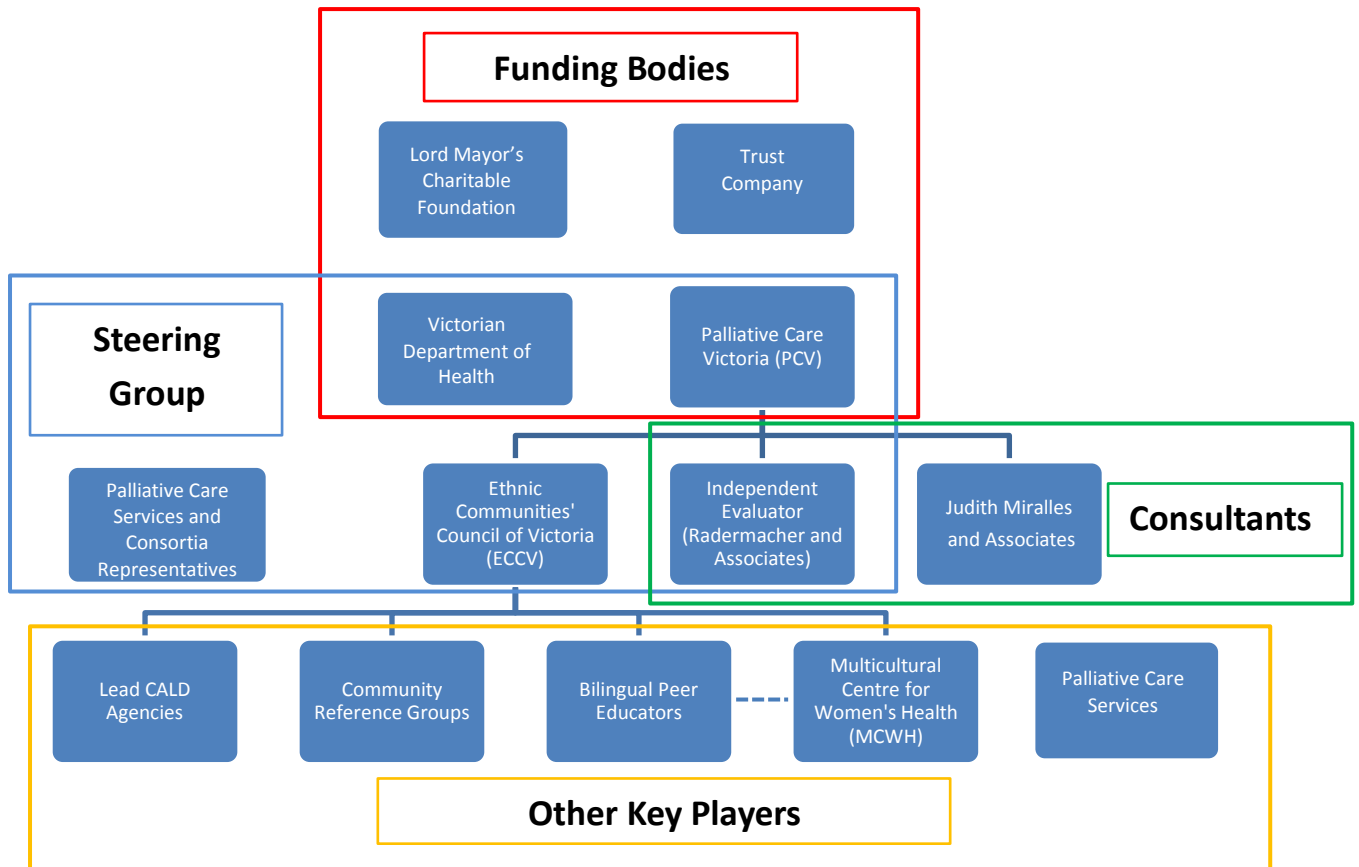 Funding Bodies
Lord Mayor's
Charitable
Foundation
Trust
Company
Steering
Group
Victorian
Department of
Health
Palliative Care
Victoria (PCV)
Palliative Care
Services and
Consortia
Representatives
Ethnic
Communities'
Council of Victoria
(ECCV)
Independent
Evaluator
(Radermacher and
Associates)
Judith Miralles
and Associates
Consultants
Lead CALD
Agencies
Community
Reference Groups
Bilingual Peer
Educators
Multicultural
Centre for
Women's Health
(MCWH)
Palliative Care
Services
Other Key Players